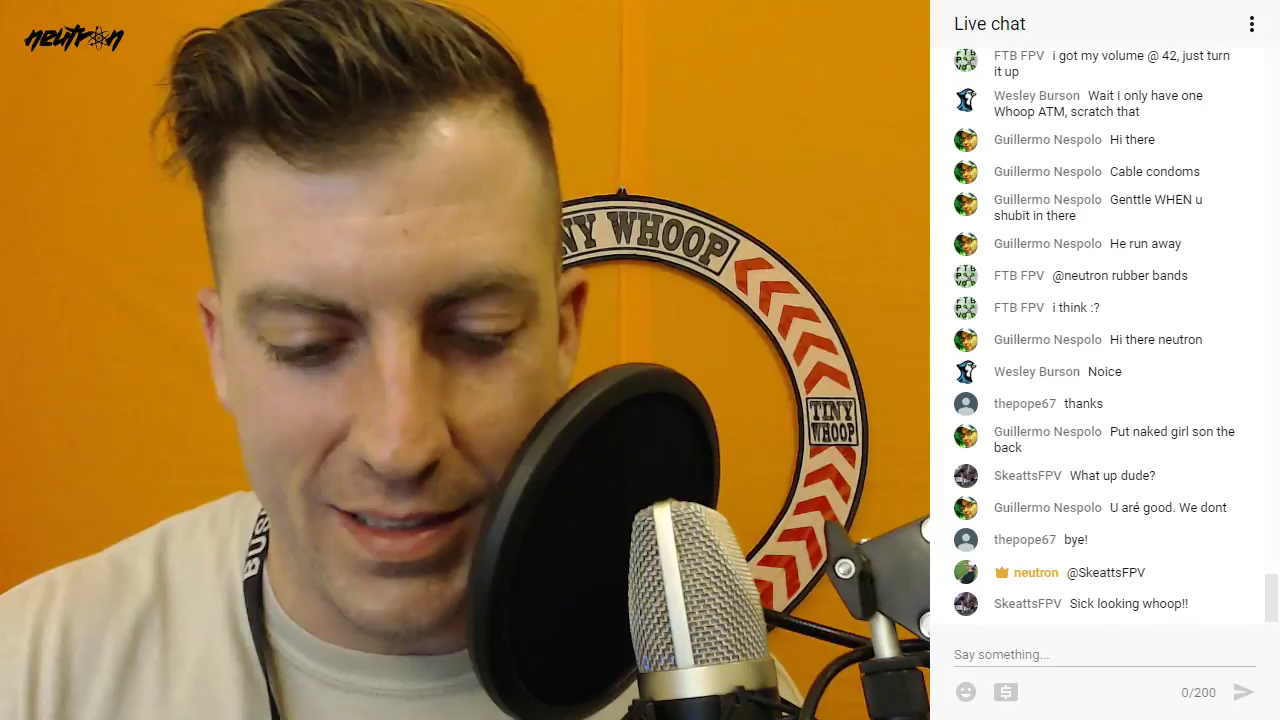 neutron
NY WHOOP
TINY
WHOOP
Live chat
FTB FPV i got my volume @ 42, just turn
it up
Wesley Burson Wait I only have one
Whoop ATM, scratch that
Guillermo Nespolo Hi there
Guillermo Nespolo Cable condoms
Guillermo Nespolo Genttle WHEN u
shubit in there
Guillermo Nespolo He run away
FTB FPV @neutron rubber bands
FTB FPV i think :?
Guillermo Nespolo Hi there neutron
Wesley Burson Noice
thepope67 thanks
Guillermo Nespolo Put naked girl son the
back
SkeattsFPV What up dude?
Guillermo Nespolo U aré good. We dont
thepope67 bye!
neutron @SkeattsFPV
SkeattsFPV Sick looking whoop!!
Say something...
0/200